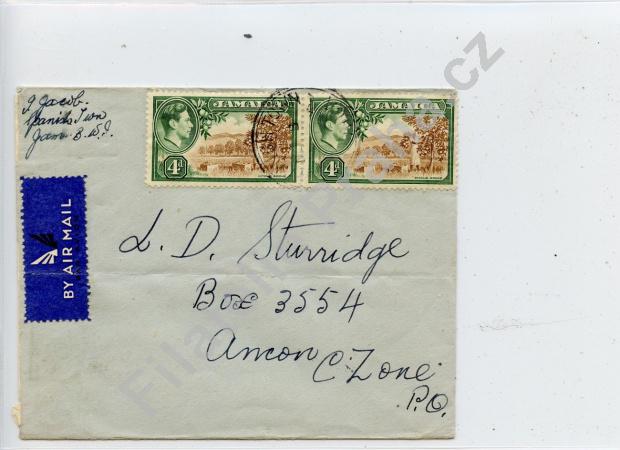 J Jacob.
Spanish Town
Jam. B.W.I.
JAMAICA
4d
JAMAICA
4d
BY AIR MAIL
L. D. Sturridge
Box 3554
Ancon C Zone
P.O.